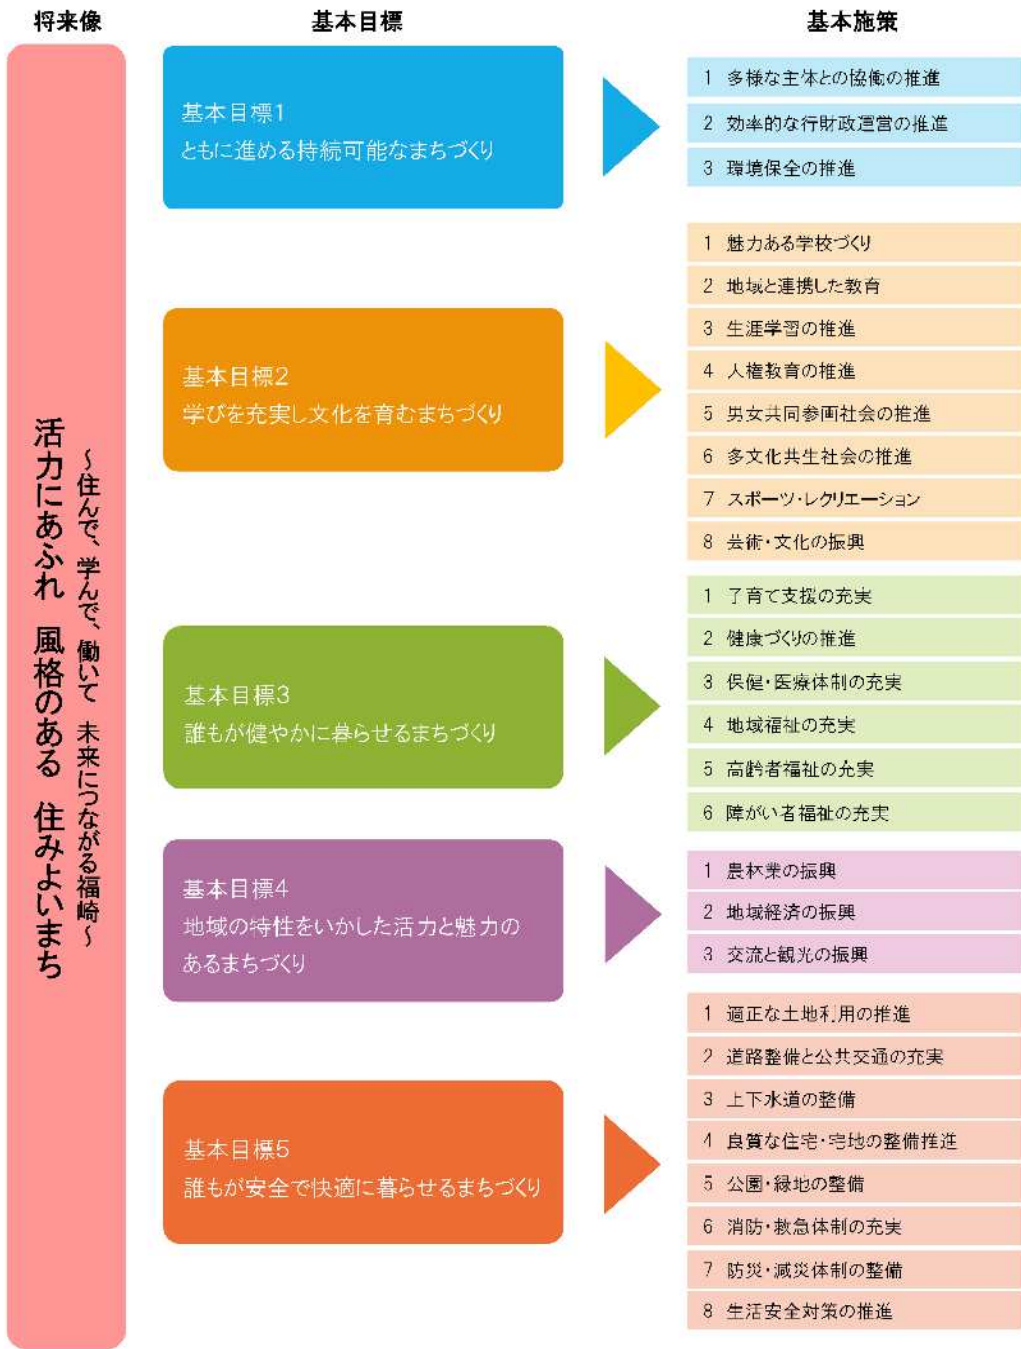 将来像
基本目標
基本施策
活力にあふれ 風格のある 住みよいまち
～住んで、学んで、働いて 未来につながる福崎～
基本目標1
ともに進める持続可能なまちづくり
1 多様な主体との協働の推進
2 効率的な行財政運営の推進
3 環境保全の推進
基本目標2
学びを充実し文化を育むまちづくり
1 魅力ある学校づくり
2 地域と連携した教育
3 生涯学習の推進
4 人権教育の推進
5 男女共同参画社会の推進
6 多文化共生社会の推進
7 スポーツ・レクリエーション
8 芸術・文化の振興
基本目標3
誰もが健やかに暮らせるまちづくり
1 子育て支援の充実
2 健康づくりの推進
3 保健・医療体制の充実
4 地域福祉の充実
5 高齢者福祉の充実
6 障がい者福祉の充実
基本目標4
地域の特性をいかした活力と魅力の
あるまちづくり
1 農林業の振興
2 地域経済の振興
3 交流と観光の振興
基本目標5
誰もが安全で快適に暮らせるまちづくり
1 適正な土地利用の推進
2 道路整備と公共交通の充実
3 上下水道の整備
4 良質な住宅・宅地の整備推進
5 公園・緑地の整備
6 消防・救急体制の充実
7 防災・減災体制の整備
8 生活安全対策の推進